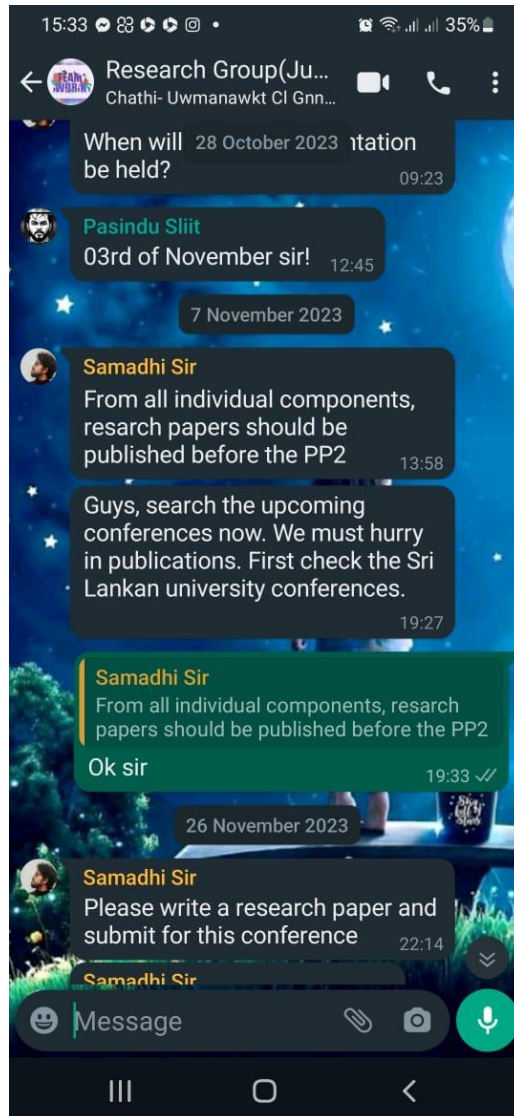 15:33
35%
Research Group(Ju...
Chathi- Uwmanawkt Cl Gnn...
When will
28 October 2023
ntation
be held?
09:23
Pasindu Sliit
03rd of November sir!
12:45
7 November 2023
Samadhi Sir
From all individual components,
resarch papers should be
published before the PP2
13:58
Guys, search the upcoming
conferences now. We must hurry
in publications. First check the Sri
Lankan university conferences.
19:27
Samadhi Sir
From all individual components, resarch
papers should be published before the PP2
Ok sir
19:33
26 November 2023
Samadhi Sir
Please write a research paper and
submit for this conference
22:14
Samadhi Sir
Message